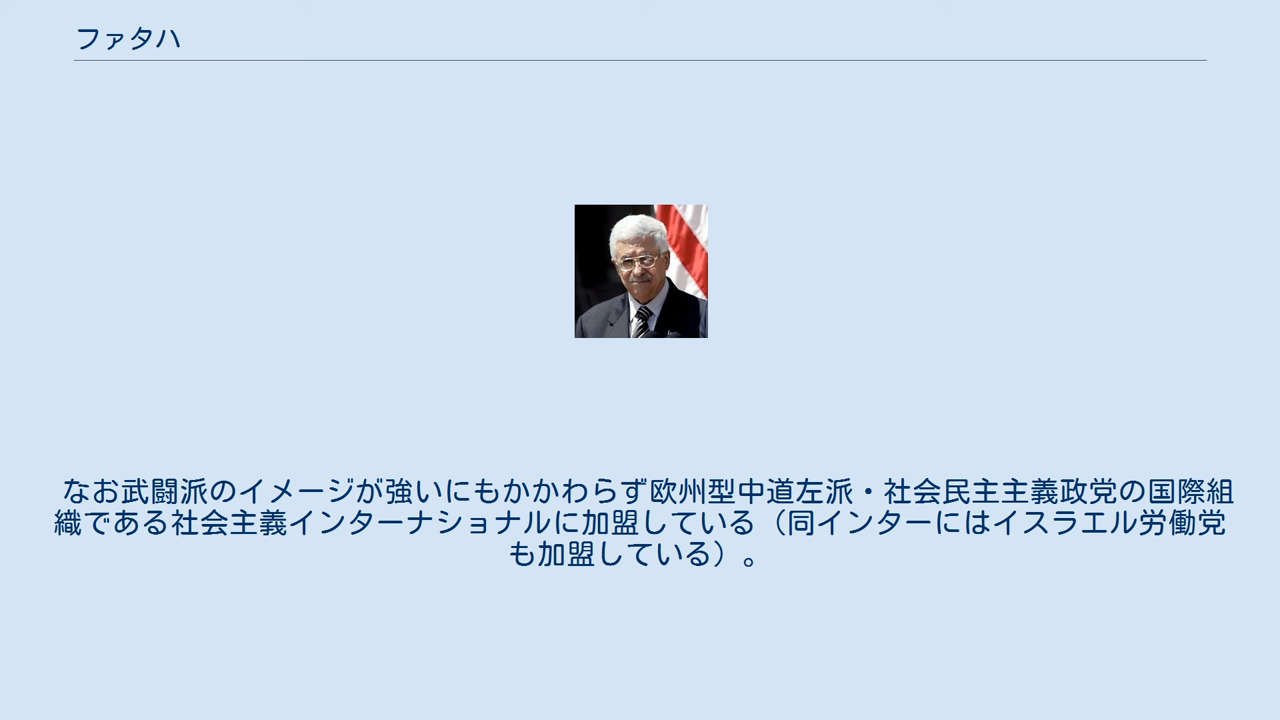 ファタハ
なお武闘派のイメージが強いにもかかわらず欧州型中道左派・社会民主主義政党の国際組
織である社会主義インターナショナルに加盟している（同インターにはイスラエル労働党
も加盟している）。